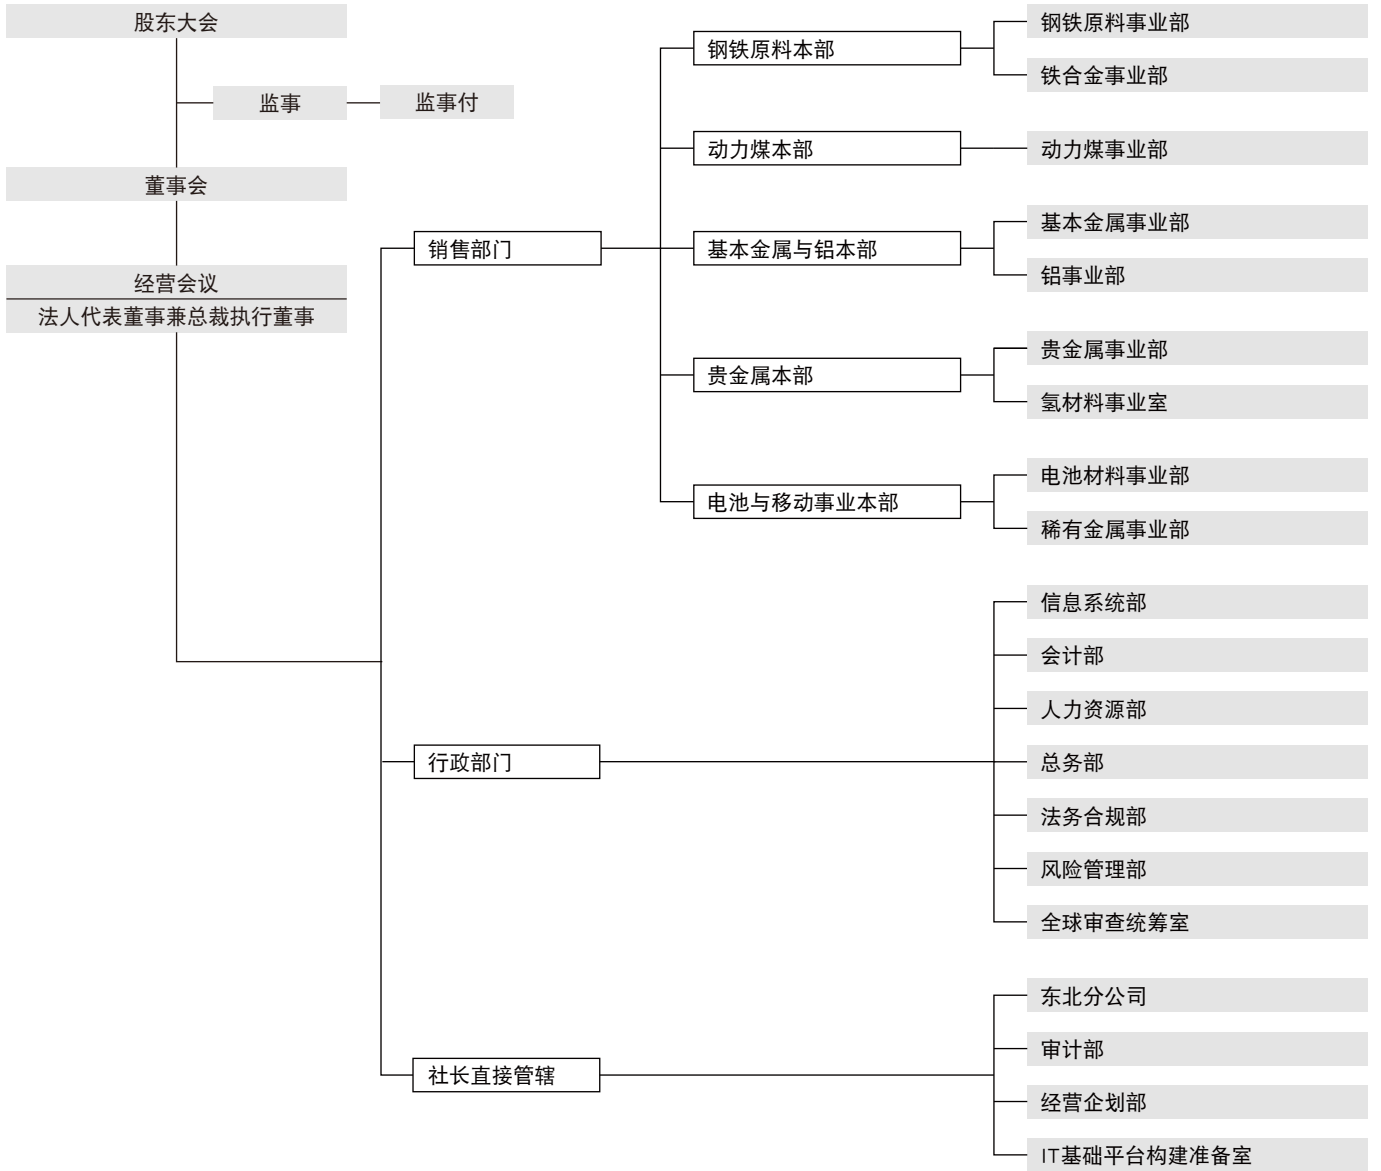 股东大会
监事
监事付
董事会
经营会议
法人代表董事兼总裁执行董事
销售部门
钢铁原料本部
钢铁原料事业部
铁合金事业部
动力煤本部
动力煤事业部
基本金属与铝本部
基本金属事业部
铝事业部
贵金属本部
贵金属事业部
氢材料事业室
电池与移动事业本部
电池材料事业部
稀有金属事业部
行政部门
信息系统部
会计部
人力资源部
总务部
法务合规部
风险管理部
全球审查统筹室
社长直接管辖
东北分公司
审计部
经营企划部
IT基础平台构建准备室